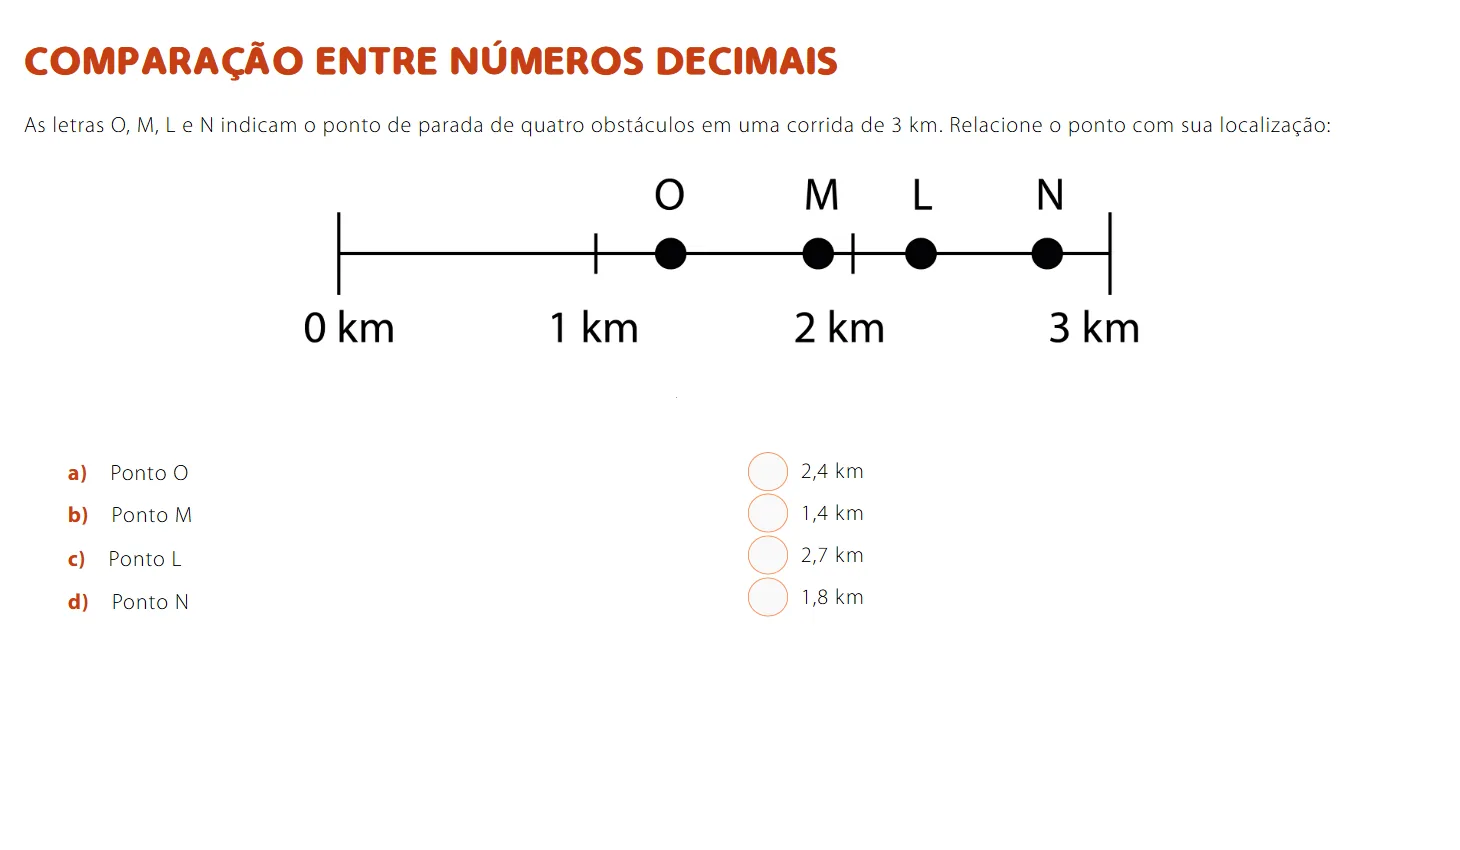 COMPARAÇÃO ENTRE NÚMEROS DECIMAIS
As letras O, M, L e N indicam o ponto de parada de quatro obstáculos em uma corrida de 3 km. Relacione o ponto com sua localização:
O M L N
0 km 1 km 2 km 3 km
a) Ponto O 2,4 km
b) Ponto M 1,4 km
c) Ponto L 2,7 km
d) Ponto N 1,8 km